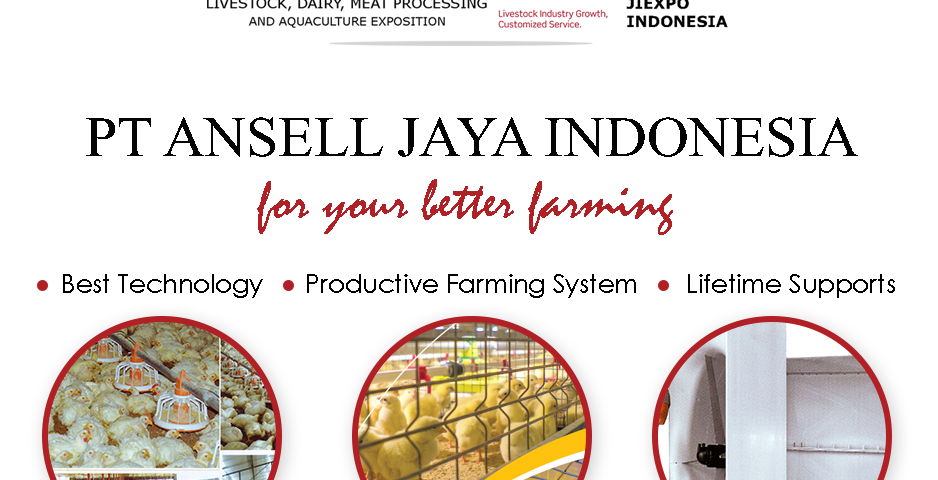 LIVESTOCK, DAIRY, MEAT PROCESSING
AND AQUACULTURE EXPOSITION
Livestock Industry Growth,
Customized Service.
JIEXPO
INDONESIA
PT ANSELL JAYA INDONESIA
for your better farming
• Best Technology • Productive Farming System • Lifetime Supports